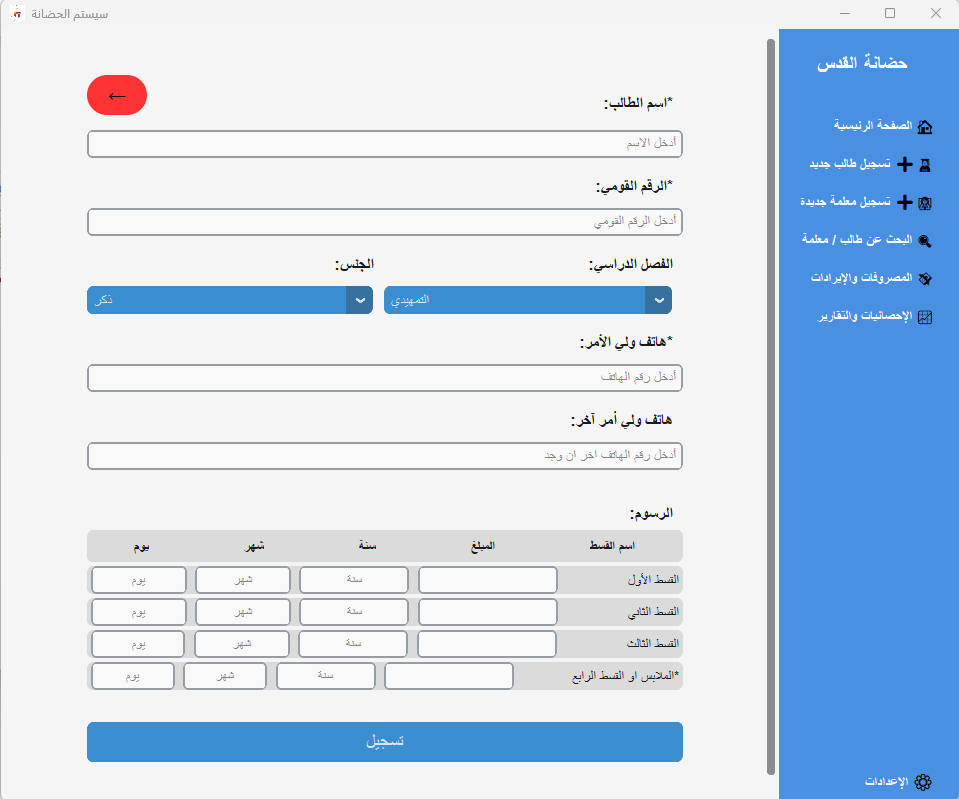 سيستم الحضانة
حضانة القدس
الصفحة الرئيسية
تسجيل طالب جديد
تسجيل معلمة جديدة
البحث عن طالب / معلمة
المصروفات والإيرادات
الإحصائيات والتقارير
الإعدادات
*اسم الطالب:
أدخل الاسم
*الرقم القومي:
أدخل الرقم القومي
الفصل الدراسي: الجنس:
التمهيدي ذكر
*هاتف ولي الأمر:
أدخل رقم الهاتف
هاتف ولي أمر آخر:
أدخل رقم الهاتف اخر ان وجد
الرسوم:
اسم القسط المبلغ سنة شهر يوم
القسط الأول سنة شهر يوم
القسط الثاني سنة شهر يوم
القسط الثالث سنة شهر يوم
*الملابس او القسط الرابع سنة شهر يوم
تسجيل